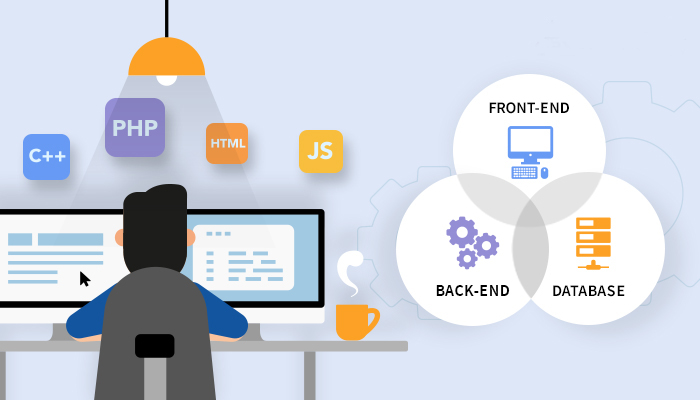 C++
PHP
HTML
JS
FRONT-END
BACK-END
DATABASE